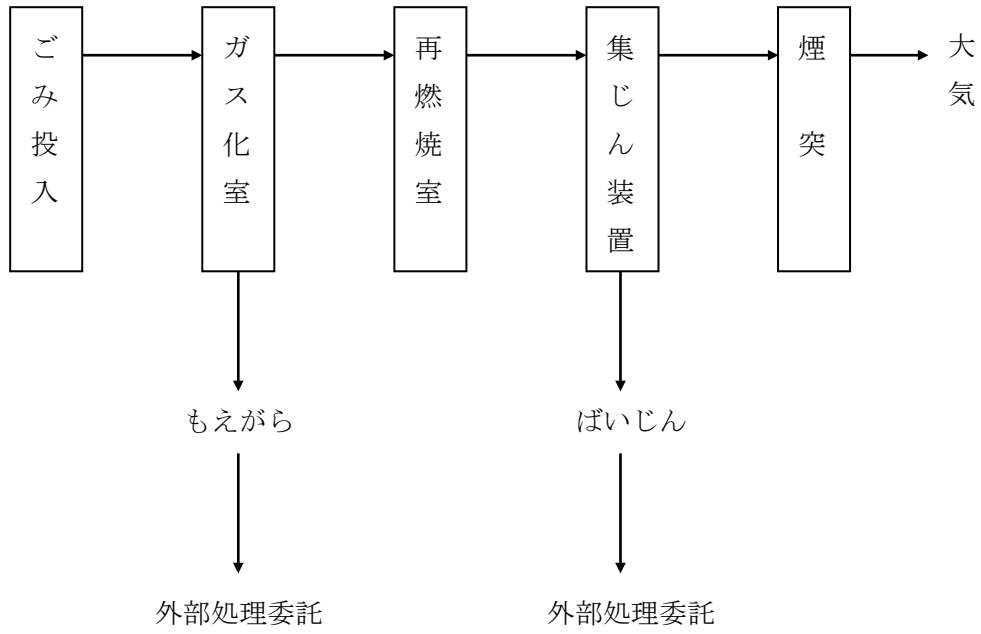 ごみ投入
ガス化室
再燃焼室
集じん装置
煙突
大気
もえがら
ばいじん
外部処理委託
外部処理委託